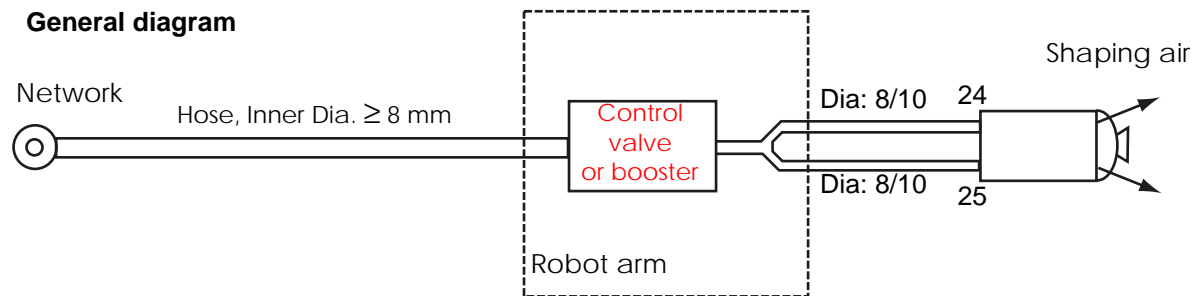 General diagram
Shaping air
Network
Hose, Inner Dia. ≥ 8 mm
Control
valve
or booster
Dia: 8/10
24
Dia: 8/10
25
Robot arm